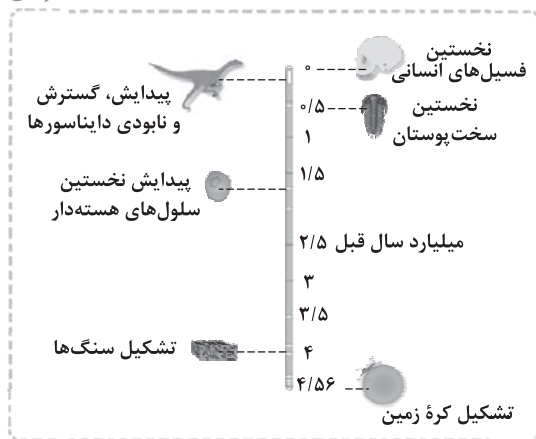 نخستین
فسیل‌های انسانی
۰
پیدایش، گسترش
و نابودی دایناسورها
۰/۵
نخستین
سخت‌پوستان
۱
۱/۵
پیدایش نخستین
سلول‌های هسته‌دار
۲/۵ میلیارد سال قبل
۳
۳/۵
تشکیل سنگ‌ها
۴
۴/۵۶
تشکیل کرهٔ زمین